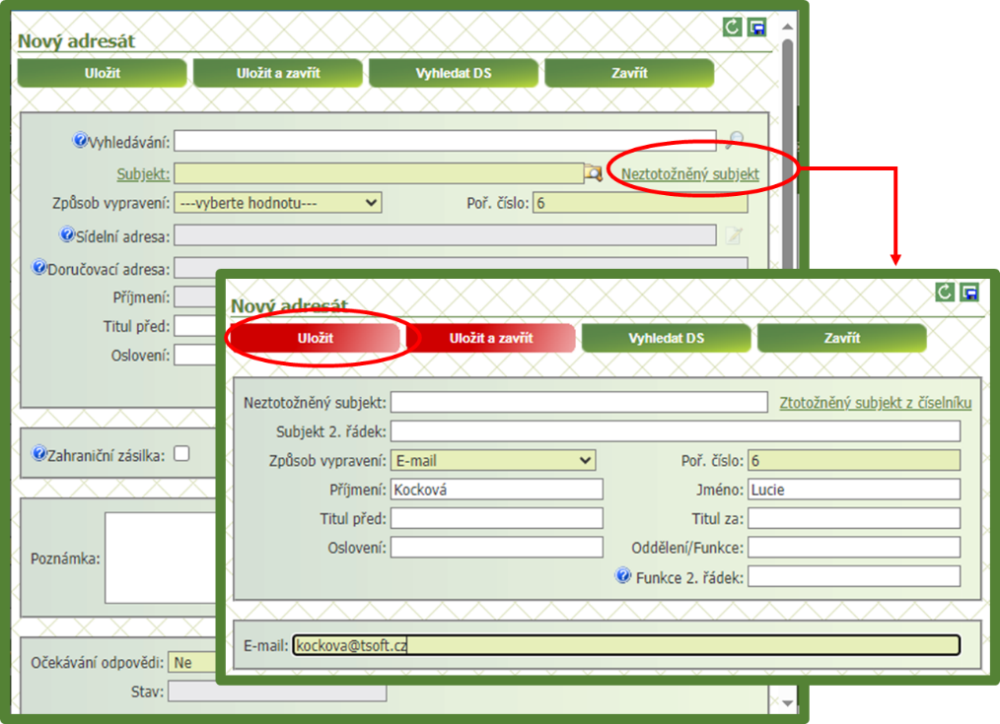 Nový adresát
Uložit Uložit a zavřít Vyhledat DS Zavřít
Vyhledávání:
Subjekt: Neztotožněný subjekt
Způsob vypravení: ---vyberte hodnotu--- Poř. číslo: 6
Sídelní adresa:
Doručovací adresa:
Příjmení:
Titul před:
Oslovení:
Zahraniční zásilka:
Poznámka:
Očekávání odpovědi: Ne
Stav:
Nový adresát
Uložit Uložit a zavřít Vyhledat DS Zavřít
Neztotožněný subjekt: Ztotožněný subjekt z číselníku
Subjekt 2. řádek:
Způsob vypravení: E-mail Poř. číslo: 6
Příjmení: Kocková Jméno: Lucie
Titul před: Titul za:
Oslovení: Oddělení/Funkce:
Funkce 2. řádek:
E-mail: kockova@tsoft.cz